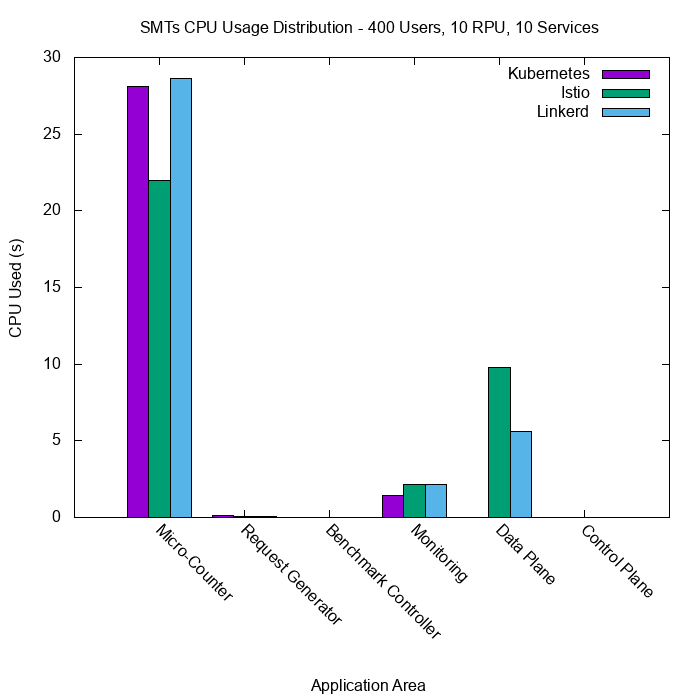 SMTs CPU Usage Distribution - 400 Users, 10 RPU, 10 Services
30
25
20
15
10
5
0
CPU Used (s)
Kubernetes
Istio
Linkerd
Micro-Counter
Request Generator
Benchmark Controller
Monitoring
Data Plane
Control Plane
Application Area